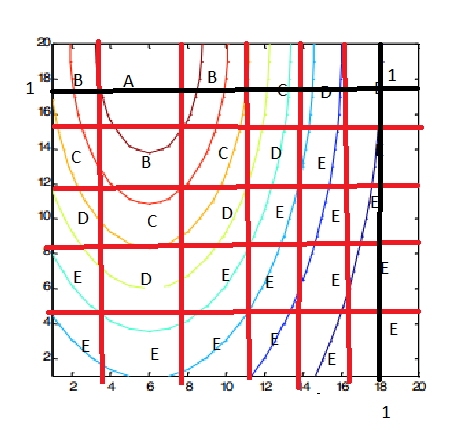 20
18 B A B 1
1 C D E
16
14 C B C D E
12
10 D C D E E E
8
6 E D E E E E
4
2 E E E E E E
2 4 6 8 10 12 14 16 18 20
1